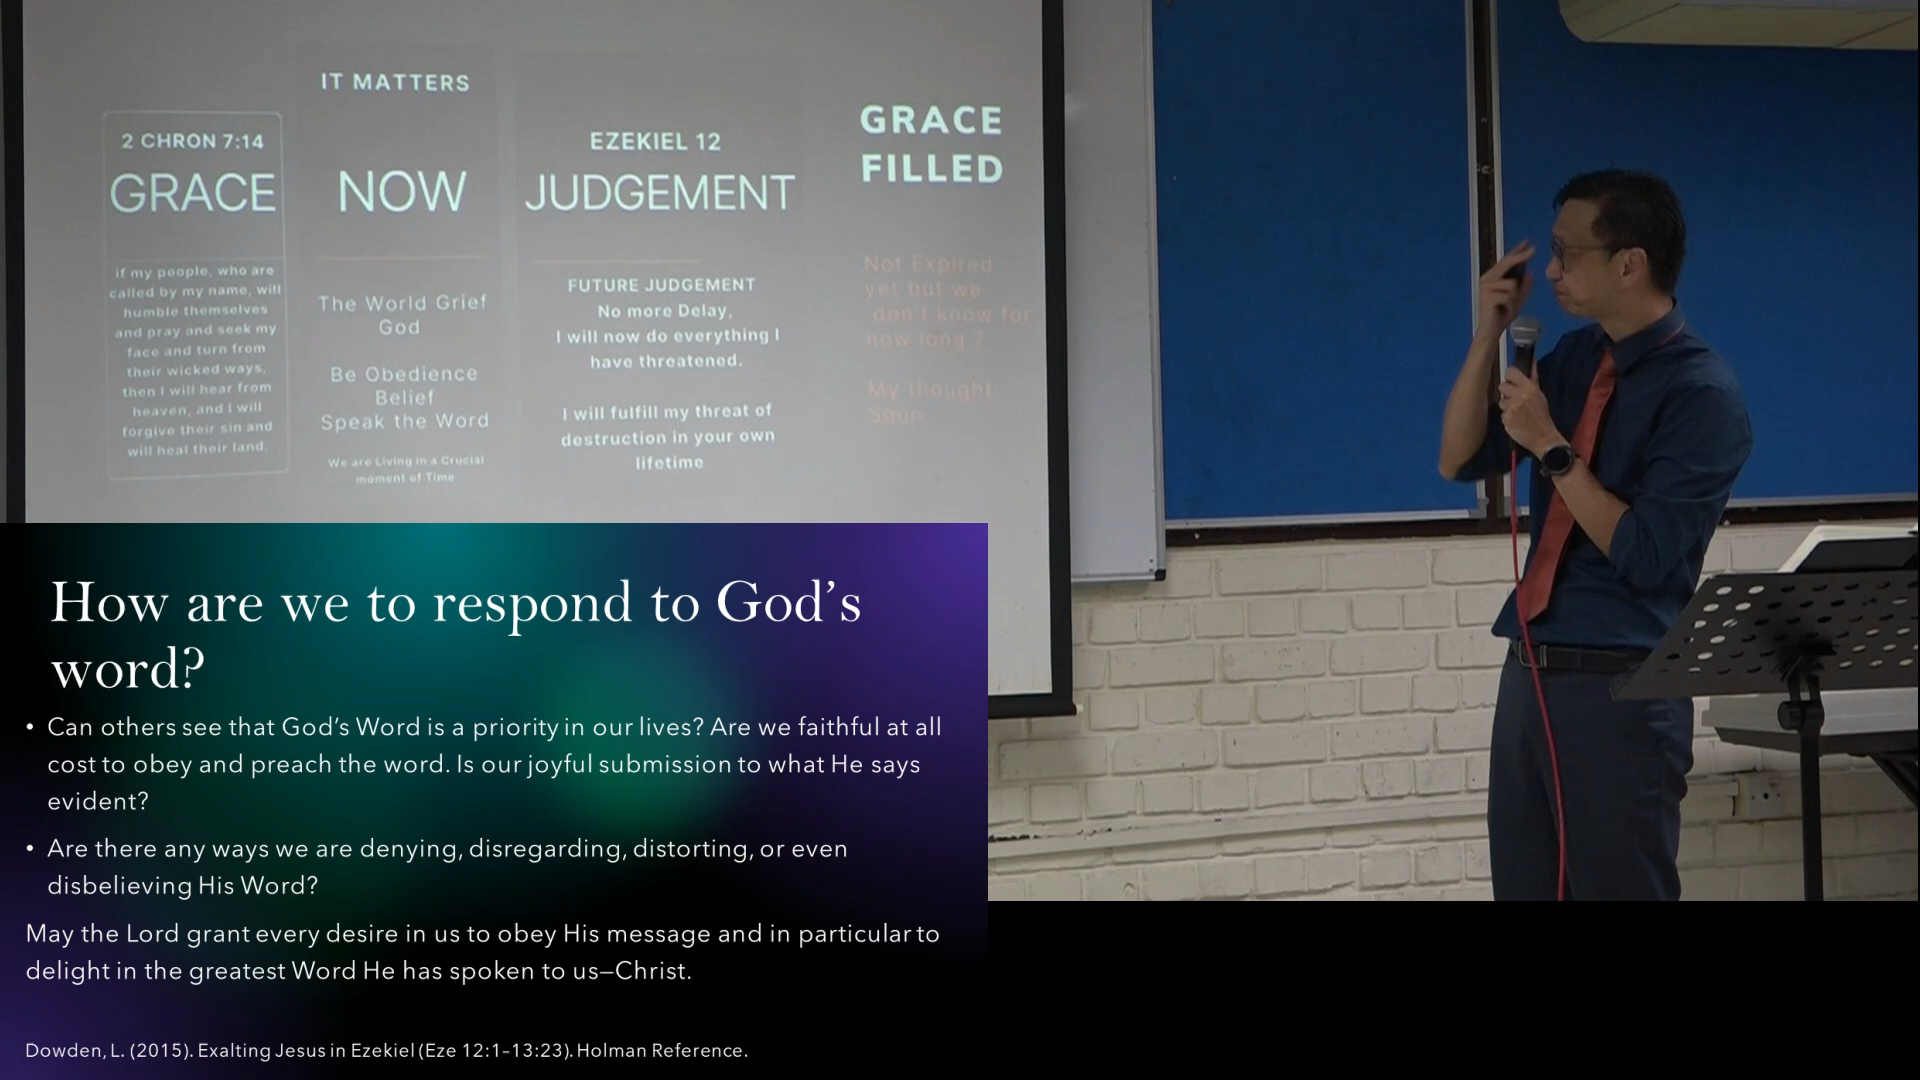 IT MATTERS
2 CHRON 7:14
GRACE
if my people, who are
called by my name, will
humble themselves
and pray and seek my
face and turn from
their wicked ways,
then I will hear from
heaven, and I will
forgive their sin and
will heal their land.
NOW
The World Grief
God
Be Obedience
Belief
Speak the Word
We are Living in a Crucial
moment of Time
EZEKIEL 12
JUDGEMENT
FUTURE JUDGEMENT
No more Delay,
I will now do everything I
have threatened.
I will fulfill my threat of
destruction in your own
lifetime
GRACE
FILLED
Not Expired
yet but we
don't know for
how long ?
My thought:
Soon
How are we to respond to God’s
word?
• Can others see that God’s Word is a priority in our lives? Are we faithful at all
cost to obey and preach the word. Is our joyful submission to what He says
evident?
• Are there any ways we are denying, disregarding, distorting, or even
disbelieving His Word?
May the Lord grant every desire in us to obey His message and in particular to
delight in the greatest Word He has spoken to us—Christ.
Dowden, L. (2015). Exalting Jesus in Ezekiel (Eze 12:1–13:23). Holman Reference.